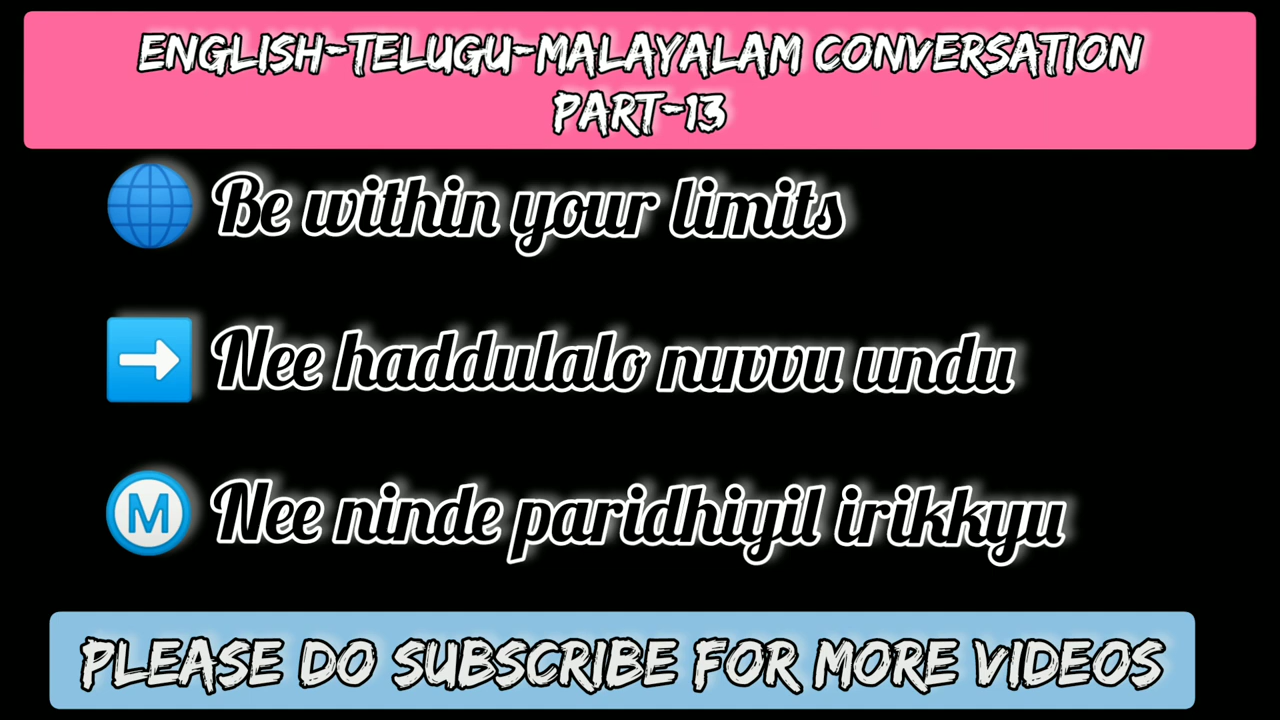 ENGLISH-TELUGU-MALAYALAM CONVERSATION
PART-13
Be within your limits
Nee haddulalo nuvvu undu
M
Nee ninde paridhiyil irikkyu
PLEASE DO SUBSCRIBE FOR MORE VIDEOS